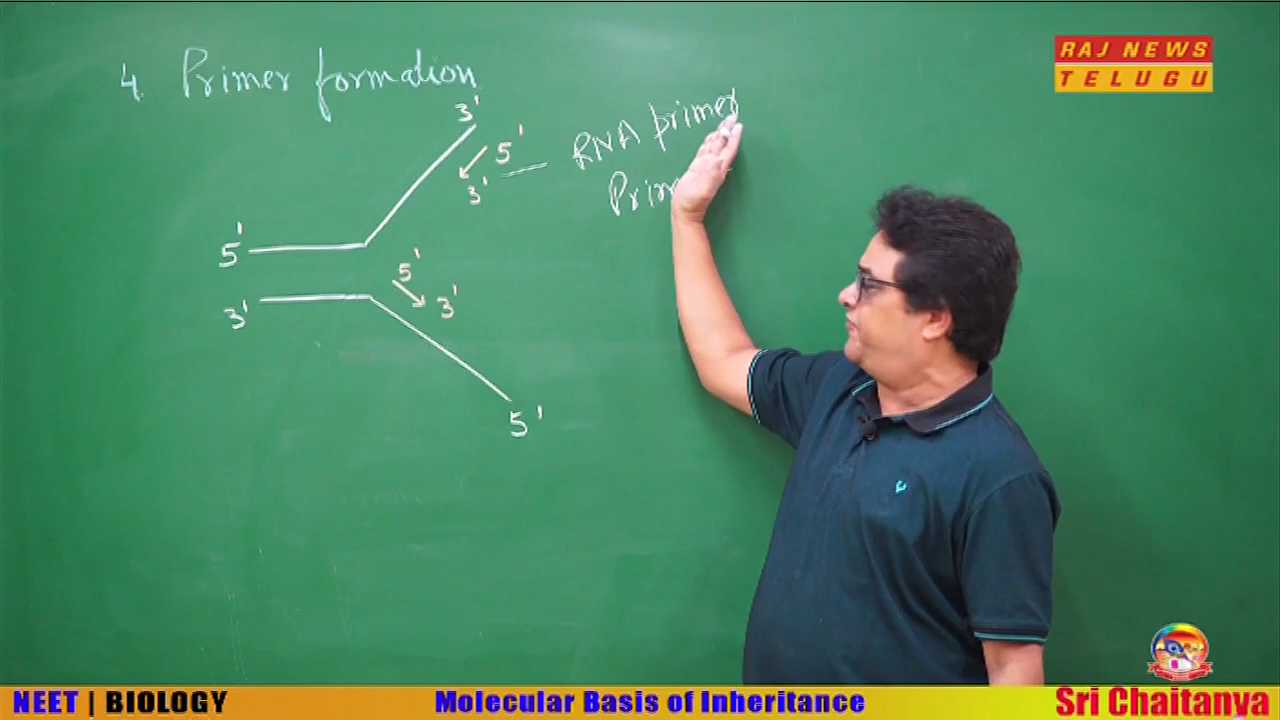 RAJ NEWS
TELUGU
4. Primer formation
3'
5'
3'
RNA primer
5'
3'
5'
3'
5'
NEET | BIOLOGY
Molecular Basis of Inheritance
Sri Chaitanya